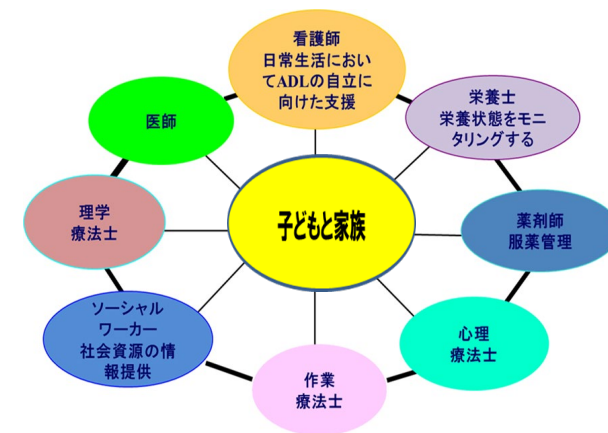 看護師
日常生活におい
てADLの自立に
向けた支援
栄養士
栄養状態をモニ
タリングする
医師
子どもと家族
理学
療法士
薬剤師
服薬管理
ソーシャル
ワーカー
社会資源の情
報提供
心理
療法士
作業
療法士